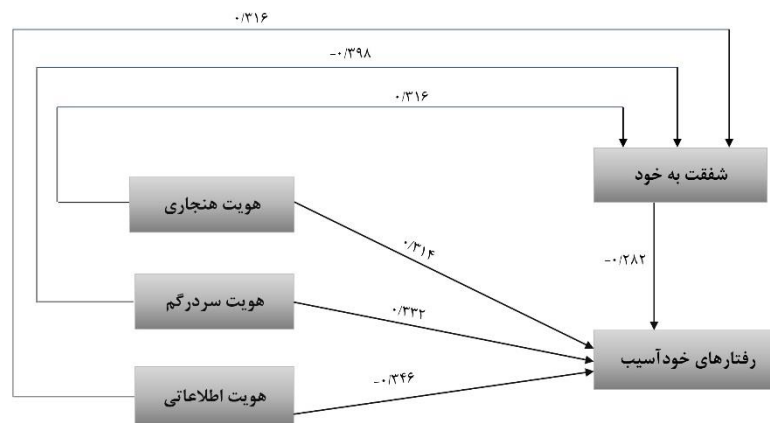 ۰/۳۱۶
-۰/۳۹۸
۰/۳۱۶
شفقت به خود
هویت هنجاری
۰/۳۱۴
-۰/۲۸۲
هویت سردرگم
۰/۳۳۲
رفتارهای خودآسیب
-۰/۳۴۶
هویت اطلاعاتی